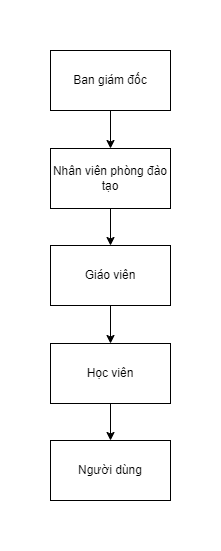 Ban giám đốc
Nhân viên phòng đào
tạo
Giáo viên
Học viên
Người dùng